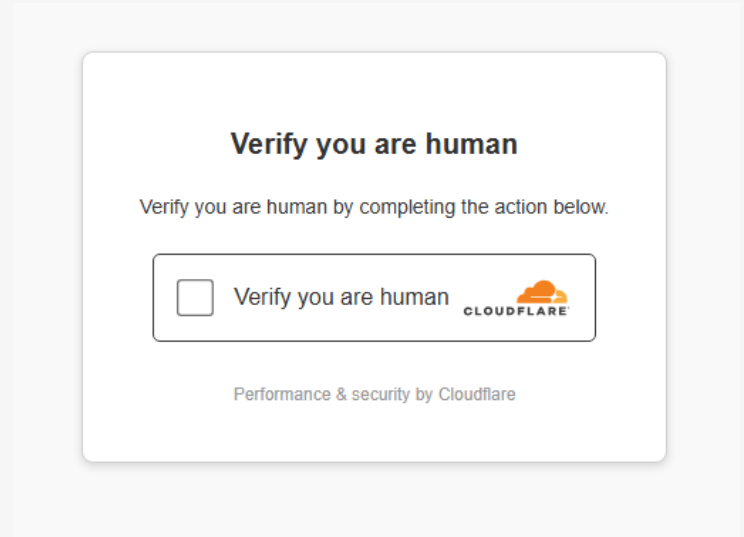 Verify you are human
Verify you are human by completing the action below.
Verify you are human
CLOUDFLARE
Performance & security by Cloudflare